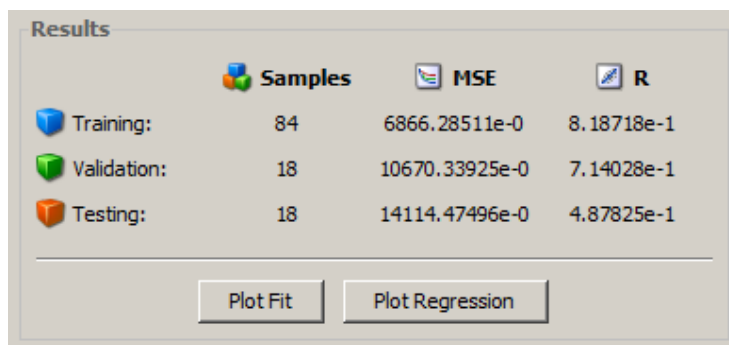 Results
Samples MSE R
Training: 84 6866.28511e-0 8.18718e-1
Validation: 18 10670.33925e-0 7.14028e-1
Testing: 18 14114.47496e-0 4.87825e-1
Plot Fit Plot Regression